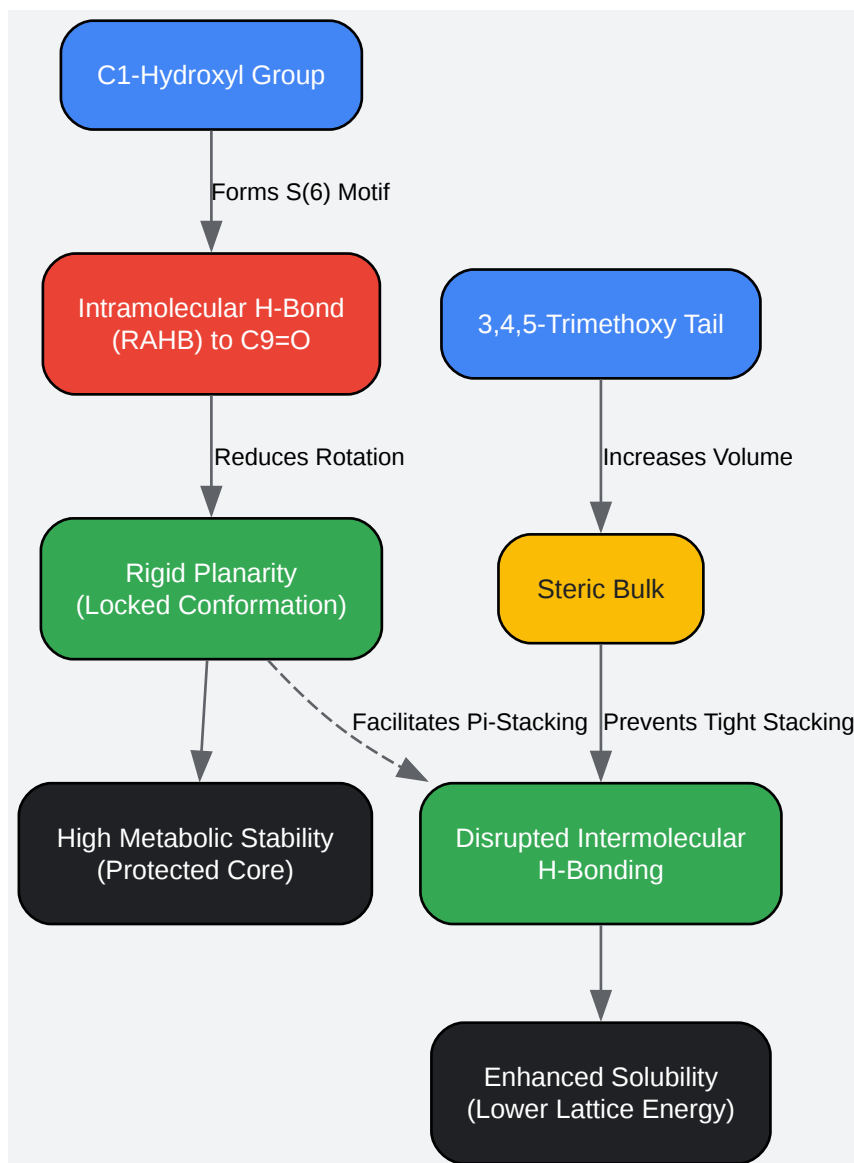 C1-Hydroxyl Group
Forms S(6) Motif
Intramolecular H-Bond
(RAHB) to C9=O
3,4,5-Trimethoxy Tail
Reduces Rotation
Increases Volume
Rigid Planarity
(Locked Conformation)
Steric Bulk
Facilitates Pi-Stacking
Prevents Tight Stacking
High Metabolic Stability
(Protected Core)
Disrupted Intermolecular
H-Bonding
Enhanced Solubility
(Lower Lattice Energy)